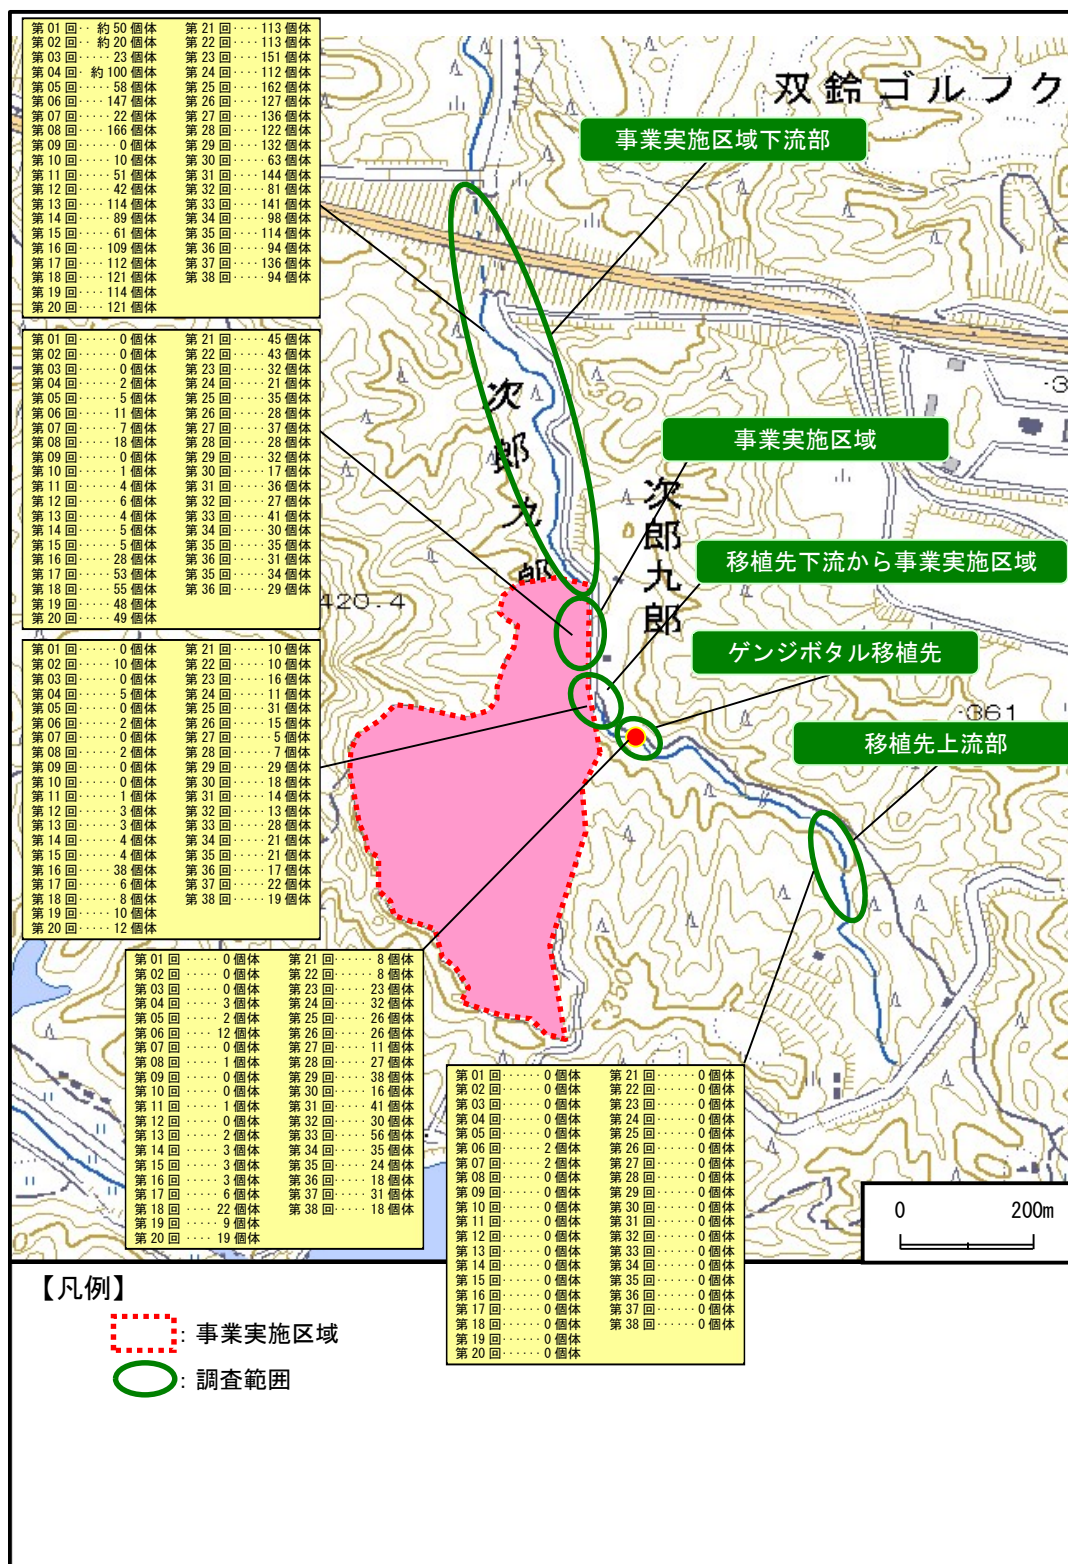 第01回‥約50個体
第02回‥約20個体
第03回‥‥23個体
第04回‥約100個体
第05回‥‥58個体
第06回‥‥147個体
第07回‥‥22個体
第08回‥‥166個体
第09回‥‥0個体
第10回‥‥10個体
第11回‥‥51個体
第12回‥‥42個体
第13回‥‥114個体
第14回‥‥89個体
第15回‥‥61個体
第16回‥‥109個体
第17回‥‥112個体
第18回‥‥121個体
第19回‥‥114個体
第20回‥‥121個体
第21回‥‥113個体
第22回‥‥113個体
第23回‥‥151個体
第24回‥‥112個体
第25回‥‥162個体
第26回‥‥127個体
第27回‥‥136個体
第28回‥‥122個体
第29回‥‥132個体
第30回‥‥63個体
第31回‥‥144個体
第32回‥‥81個体
第33回‥‥141個体
第34回‥‥98個体
第35回‥‥114個体
第36回‥‥94個体
第37回‥‥136個体
第38回‥‥94個体
双鈴ゴルフク
事業実施区域下流部
第01回‥‥0個体
第02回‥‥0個体
第03回‥‥0個体
第04回‥‥2個体
第05回‥‥5個体
第06回‥‥11個体
第07回‥‥7個体
第08回‥‥18個体
第09回‥‥0個体
第10回‥‥1個体
第11回‥‥4個体
第12回‥‥6個体
第13回‥‥4個体
第14回‥‥5個体
第15回‥‥5個体
第16回‥‥28個体
第17回‥‥53個体
第18回‥‥55個体
第19回‥‥48個体
第20回‥‥49個体
第21回‥‥45個体
第22回‥‥43個体
第23回‥‥32個体
第24回‥‥21個体
第25回‥‥35個体
第26回‥‥28個体
第27回‥‥37個体
第28回‥‥28個体
第29回‥‥32個体
第30回‥‥17個体
第31回‥‥36個体
第32回‥‥27個体
第33回‥‥41個体
第34回‥‥30個体
第35回‥‥35個体
第36回‥‥31個体
第35回‥‥34個体
第36回‥‥29個体
300
次郎九郎
事業実施区域
次郎九郎
移植先下流から事業実施区域
420.4
ゲンジボタル移植先
・361
移植先上流部
第01回‥‥0個体
第02回‥‥10個体
第03回‥‥0個体
第04回‥‥5個体
第05回‥‥0個体
第06回‥‥2個体
第07回‥‥0個体
第08回‥‥2個体
第09回‥‥0個体
第10回‥‥0個体
第11回‥‥1個体
第12回‥‥3個体
第13回‥‥3個体
第14回‥‥4個体
第15回‥‥4個体
第16回‥‥38個体
第17回‥‥6個体
第18回‥‥8個体
第19回‥‥10個体
第20回‥‥12個体
第21回‥‥10個体
第22回‥‥10個体
第23回‥‥16個体
第24回‥‥11個体
第25回‥‥31個体
第26回‥‥15個体
第27回‥‥5個体
第28回‥‥7個体
第29回‥‥29個体
第30回‥‥18個体
第31回‥‥14個体
第32回‥‥13個体
第33回‥‥28個体
第34回‥‥21個体
第35回‥‥21個体
第36回‥‥17個体
第37回‥‥22個体
第38回‥‥19個体
第01回‥‥0個体
第02回‥‥0個体
第03回‥‥0個体
第04回‥‥3個体
第05回‥‥2個体
第06回‥‥12個体
第07回‥‥0個体
第08回‥‥1個体
第09回‥‥0個体
第10回‥‥0個体
第11回‥‥1個体
第12回‥‥0個体
第13回‥‥2個体
第14回‥‥3個体
第15回‥‥3個体
第16回‥‥3個体
第17回‥‥6個体
第18回‥‥22個体
第19回‥‥9個体
第20回‥‥19個体
第21回‥‥8個体
第22回‥‥8個体
第23回‥‥23個体
第24回‥‥32個体
第25回‥‥26個体
第26回‥‥26個体
第27回‥‥11個体
第28回‥‥27個体
第29回‥‥38個体
第30回‥‥16個体
第31回‥‥41個体
第32回‥‥30個体
第33回‥‥56個体
第34回‥‥35個体
第35回‥‥24個体
第36回‥‥18個体
第37回‥‥31個体
第38回‥‥18個体
350
第01回‥‥0個体
第02回‥‥0個体
第03回‥‥0個体
第04回‥‥0個体
第05回‥‥0個体
第06回‥‥2個体
第07回‥‥2個体
第08回‥‥0個体
第09回‥‥0個体
第10回‥‥0個体
第11回‥‥0個体
第12回‥‥0個体
第13回‥‥0個体
第14回‥‥0個体
第15回‥‥0個体
第16回‥‥0個体
第17回‥‥0個体
第18回‥‥0個体
第19回‥‥0個体
第20回‥‥0個体
第21回‥‥0個体
第22回‥‥0個体
第23回‥‥0個体
第24回‥‥0個体
第25回‥‥0個体
第26回‥‥0個体
第27回‥‥0個体
第28回‥‥0個体
第29回‥‥0個体
第30回‥‥0個体
第31回‥‥0個体
第32回‥‥0個体
第33回‥‥0個体
第34回‥‥0個体
第35回‥‥0個体
第36回‥‥0個体
第37回‥‥0個体
第38回‥‥0個体
0 200m
【凡例】
：事業実施区域
：調査範囲